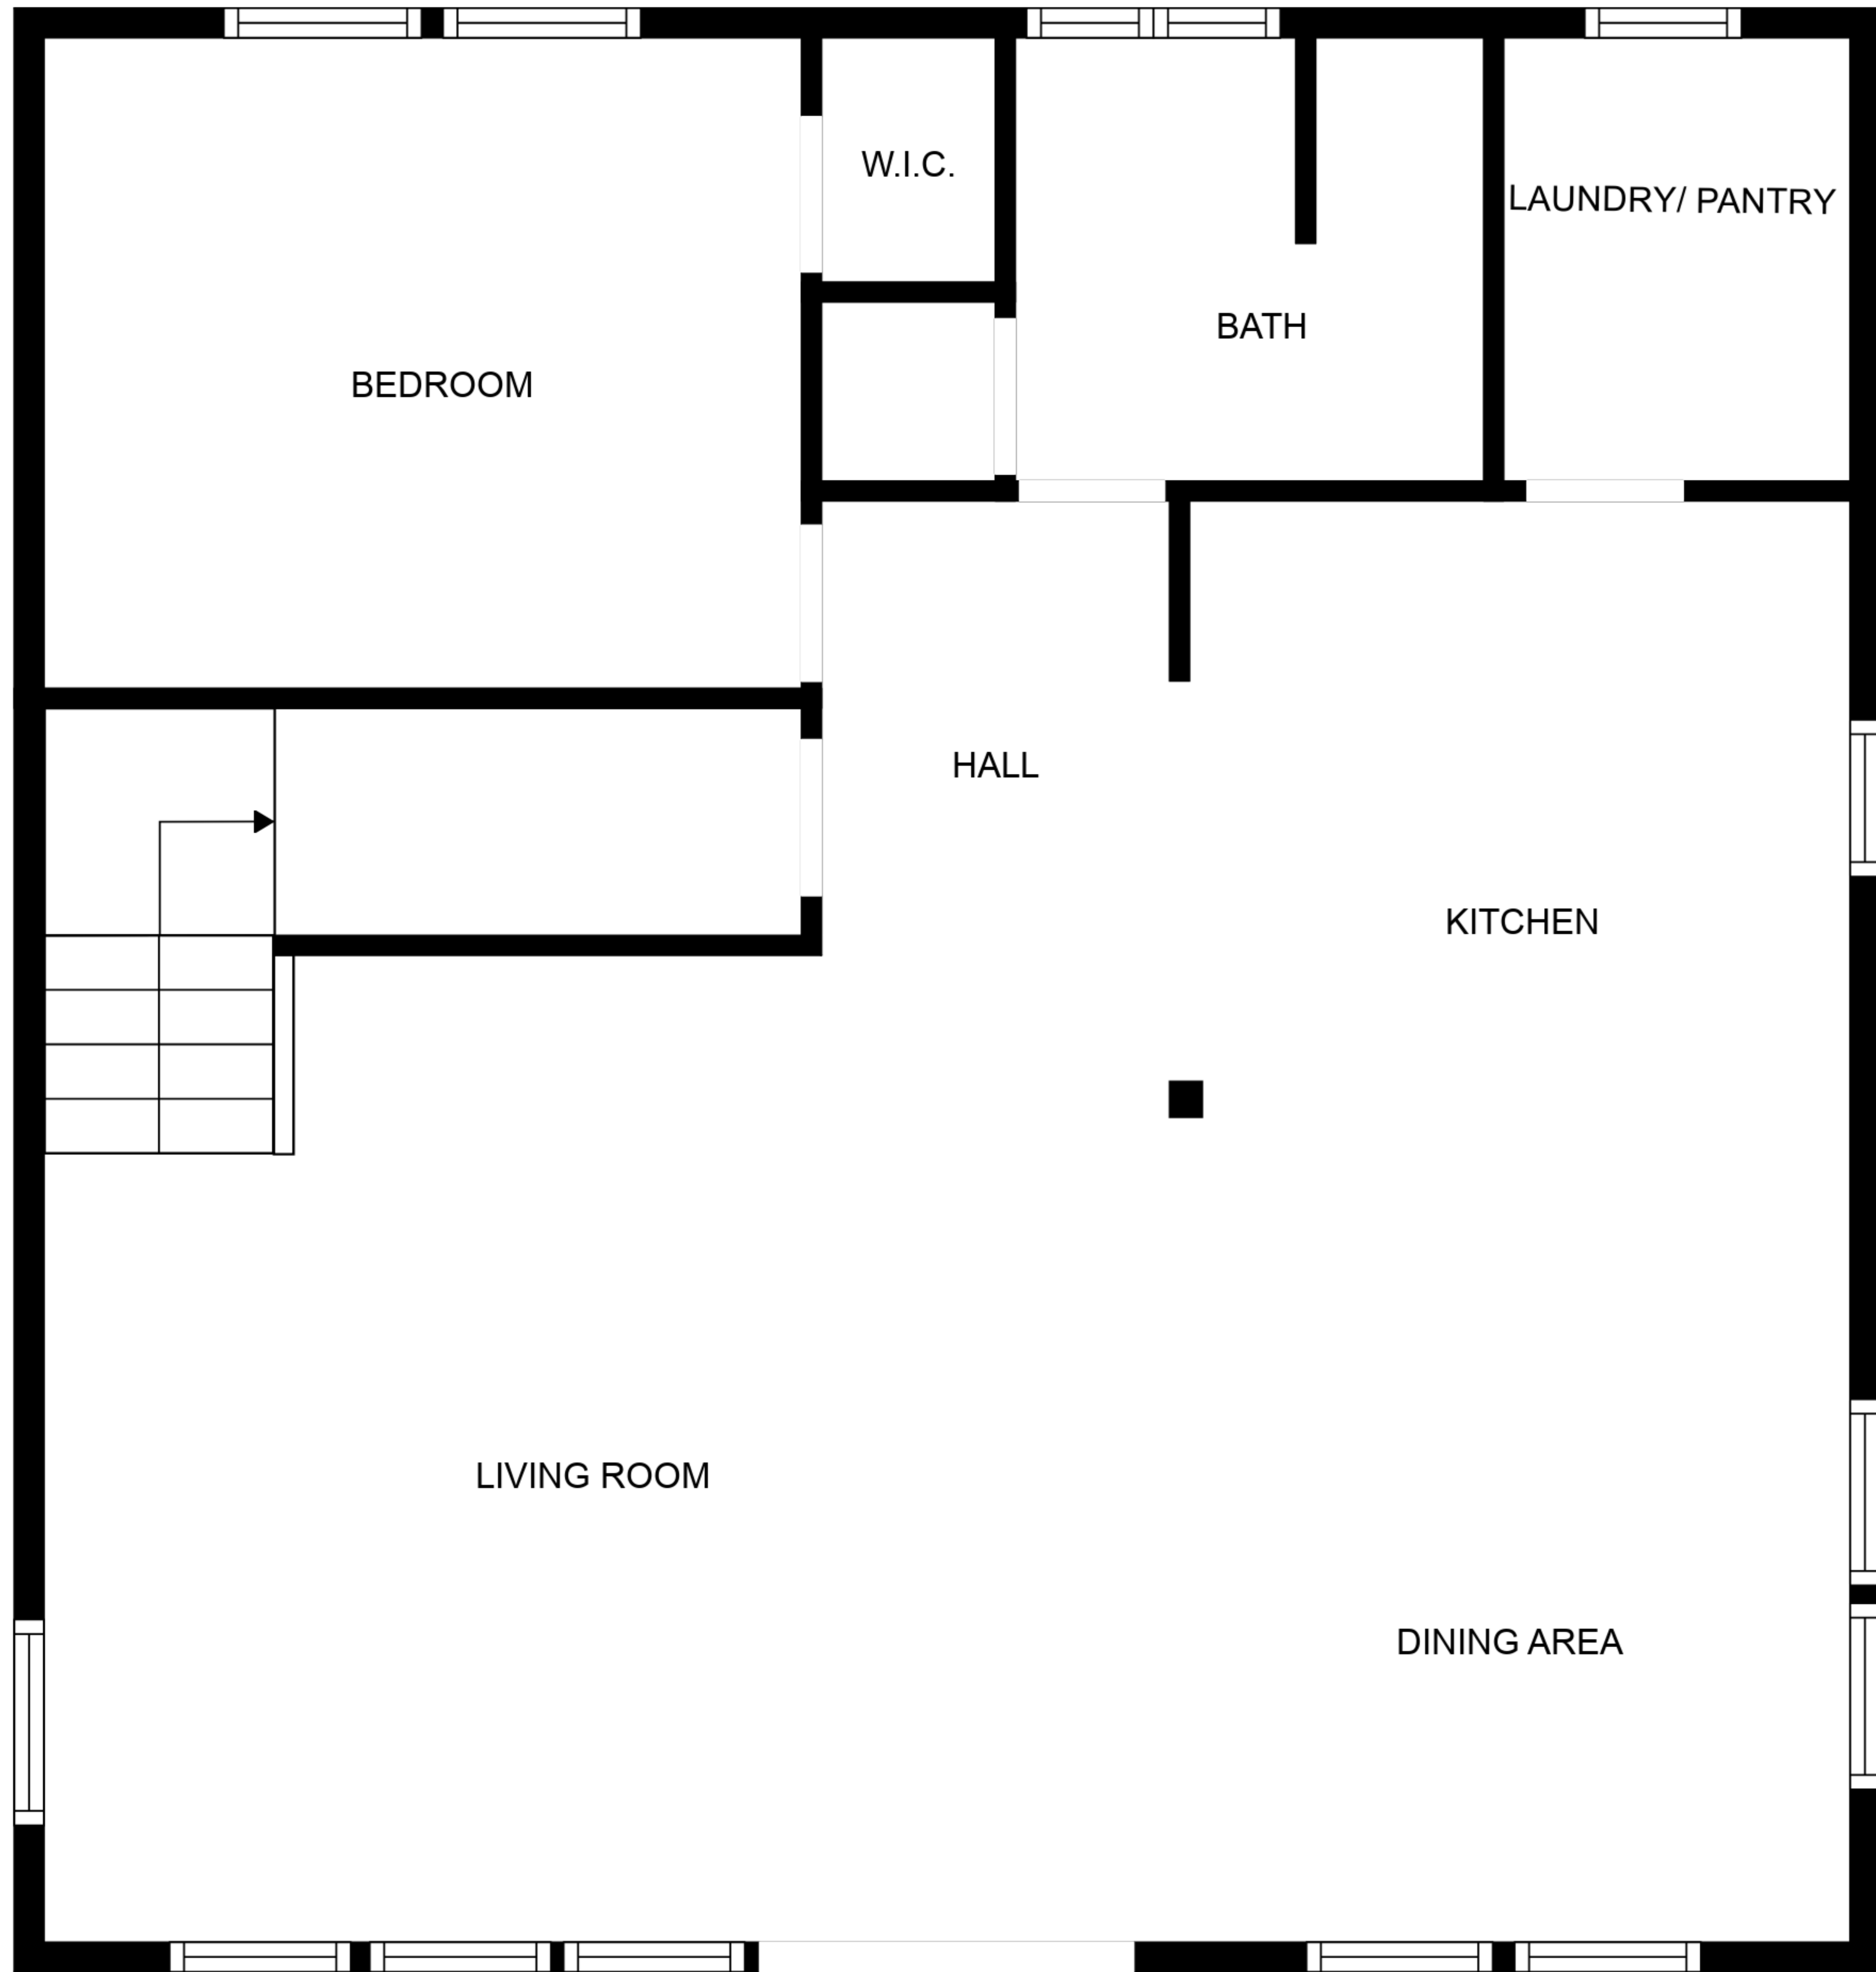 W.I.C.
LAUNDRY/ PANTRY
BATH
BEDROOM
HALL
KITCHEN
LIVING ROOM
DINING AREA